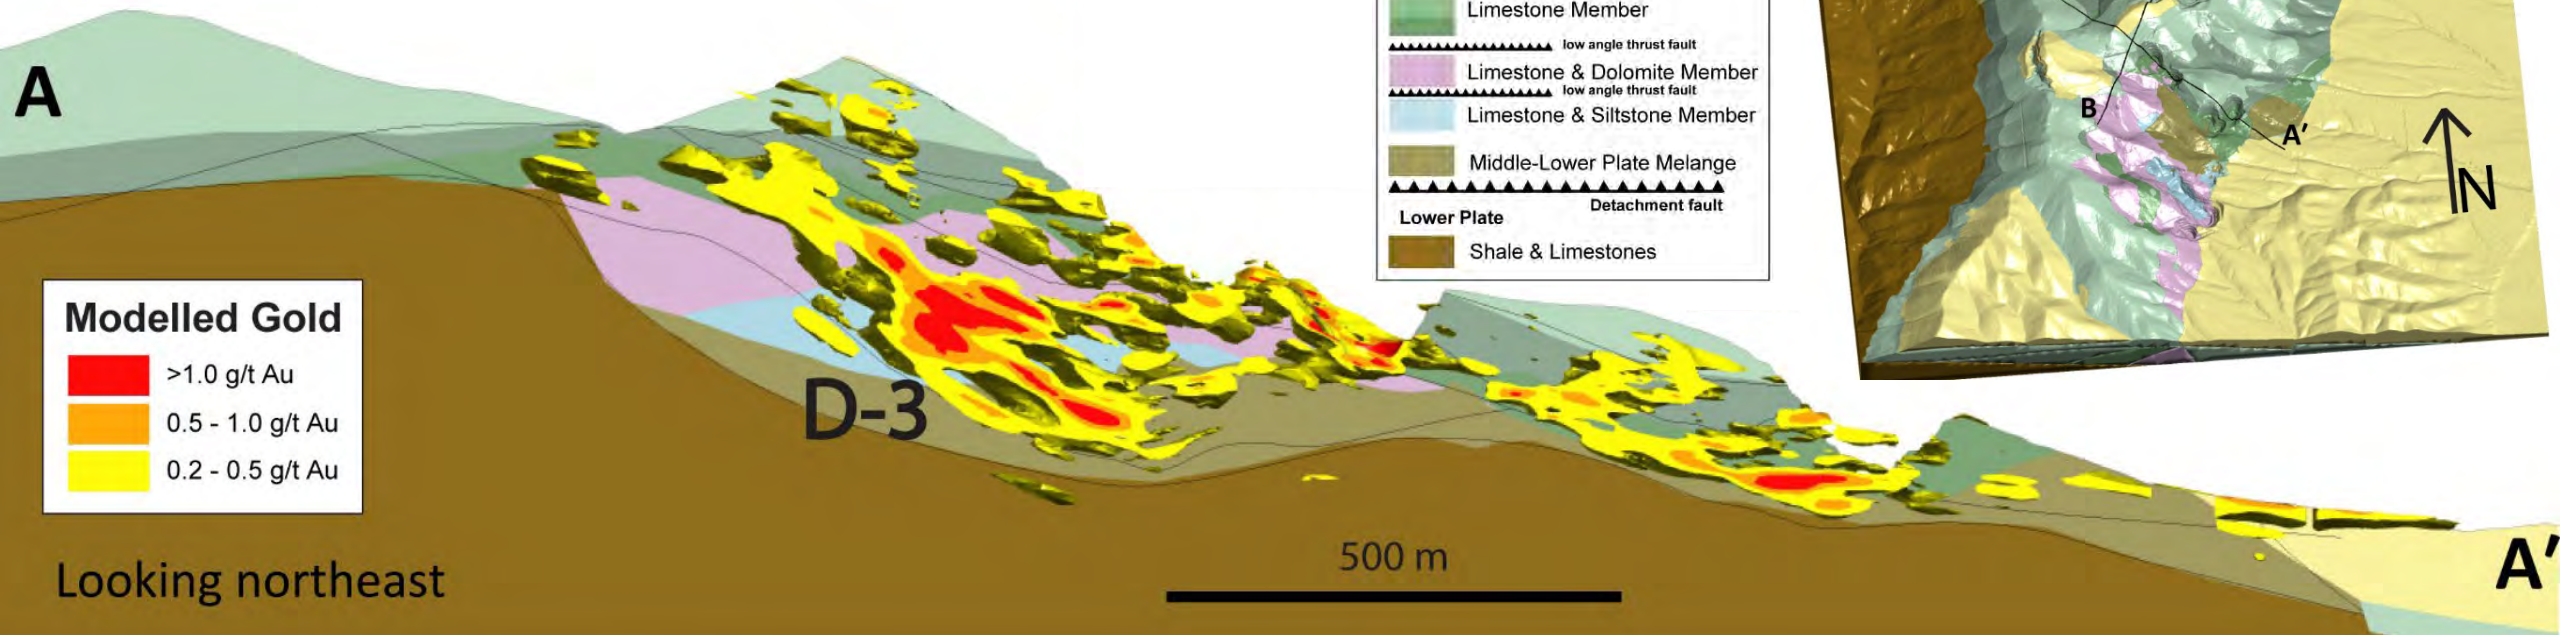 A
Limestone Member
low angle thrust fault
Limestone & Dolomite Member
low angle thrust fault
Limestone & Siltstone Member
Middle-Lower Plate Melange
Detachment fault
Lower Plate
Shale & Limestones
B
A'
N
Modelled Gold
>1.0 g/t Au
0.5 - 1.0 g/t Au
0.2 - 0.5 g/t Au
D-3
500 m
Looking northeast
A'